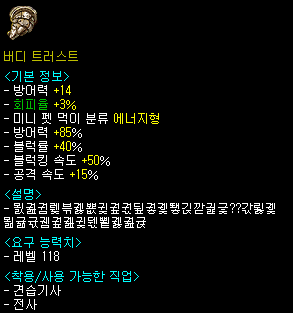 버디 트러스트
<기본 정보>
- 방어력 +14
- 회피율 +3%
- 미니 펫 먹이 분류 에너지형
- 방어력 +85%
- 블럭률 +40%
- 블럭킹 속도 +50%
- 공격 속도 +15%
<설명>
<요구 능력치>
- 레벨 118
<착용/사용 가능한 직업>
- 견습기사
- 전사